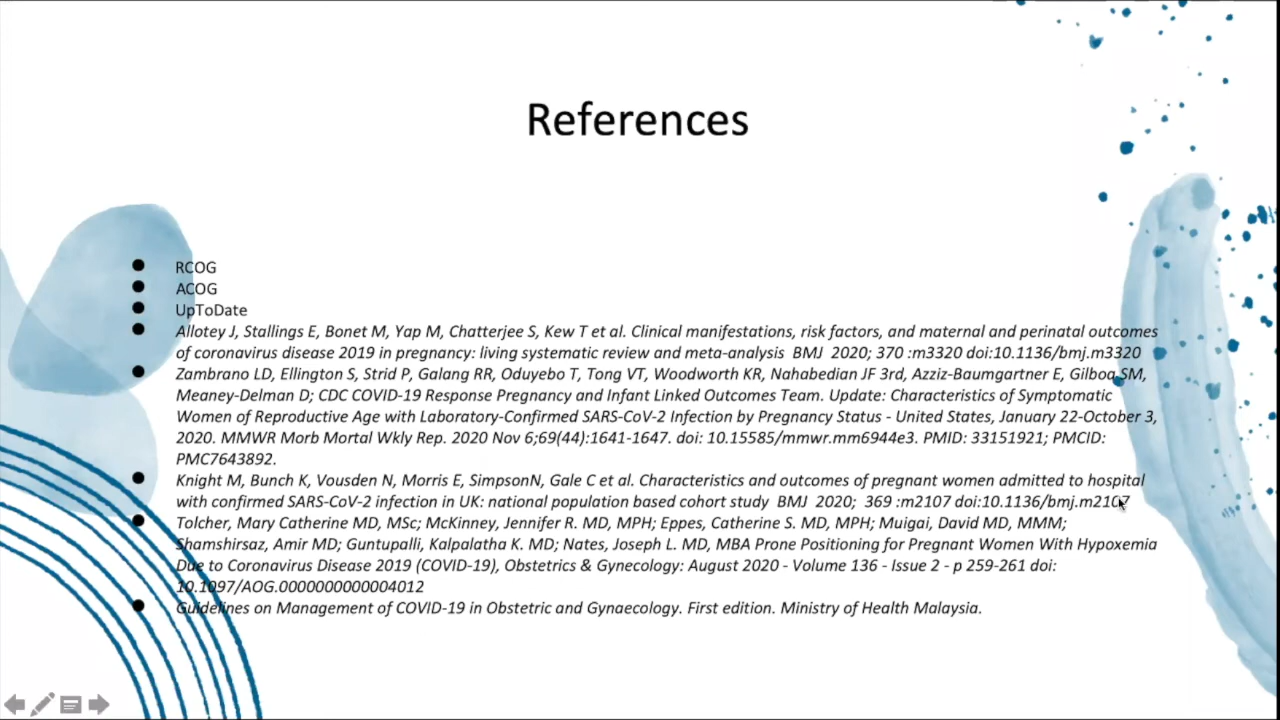 References
RCOG
ACOG
UpToDate
Allotey J, Stallings E, Bonet M, Yap M, Chatterjee S, Kew T et al. Clinical manifestations, risk factors, and maternal and perinatal outcomes
of coronavirus disease 2019 in pregnancy: living systematic review and meta-analysis BMJ 2020; 370 :m3320 doi:10.1136/bmj.m3320
Zambrano LD, Ellington S, Strid P, Galang RR, Oduyebo T, Tong VT, Woodworth KR, Nahabedian JF 3rd, Azziz-Baumgartner E, Gilboa SM,
Meaney-Delman D; CDC COVID-19 Response Pregnancy and Infant Linked Outcomes Team. Update: Characteristics of Symptomatic
Women of Reproductive Age with Laboratory-Confirmed SARS-CoV-2 Infection by Pregnancy Status - United States, January 22-October 3,
2020. MMWR Morb Mortal Wkly Rep. 2020 Nov 6;69(44):1641-1647. doi: 10.15585/mmwr.mm6944e3. PMID: 33151921; PMCID:
PMC7643892.
Knight M, Bunch K, Vousden N, Morris E, SimpsonN, Gale C et al. Characteristics and outcomes of pregnant women admitted to hospital
with confirmed SARS-CoV-2 infection in UK: national population based cohort study BMJ 2020; 369 :m2107 doi:10.1136/bmj.m2107
Tolcher, Mary Catherine MD, MSc; McKinney, Jennifer R. MD, MPH; Eppes, Catherine S. MD, MPH; Muigai, David MD, MMM;
Shamshirsaz, Amir MD; Guntupalli, Kalpalatha K. MD; Nates, Joseph L. MD, MBA Prone Positioning for Pregnant Women With Hypoxemia
Due to Coronavirus Disease 2019 (COVID-19), Obstetrics & Gynecology: August 2020 - Volume 136 - Issue 2 - p 259-261 doi:
10.1097/AOG.0000000000004012
Guidelines on Management of COVID-19 in Obstetric and Gynaecology. First edition. Ministry of Health Malaysia.